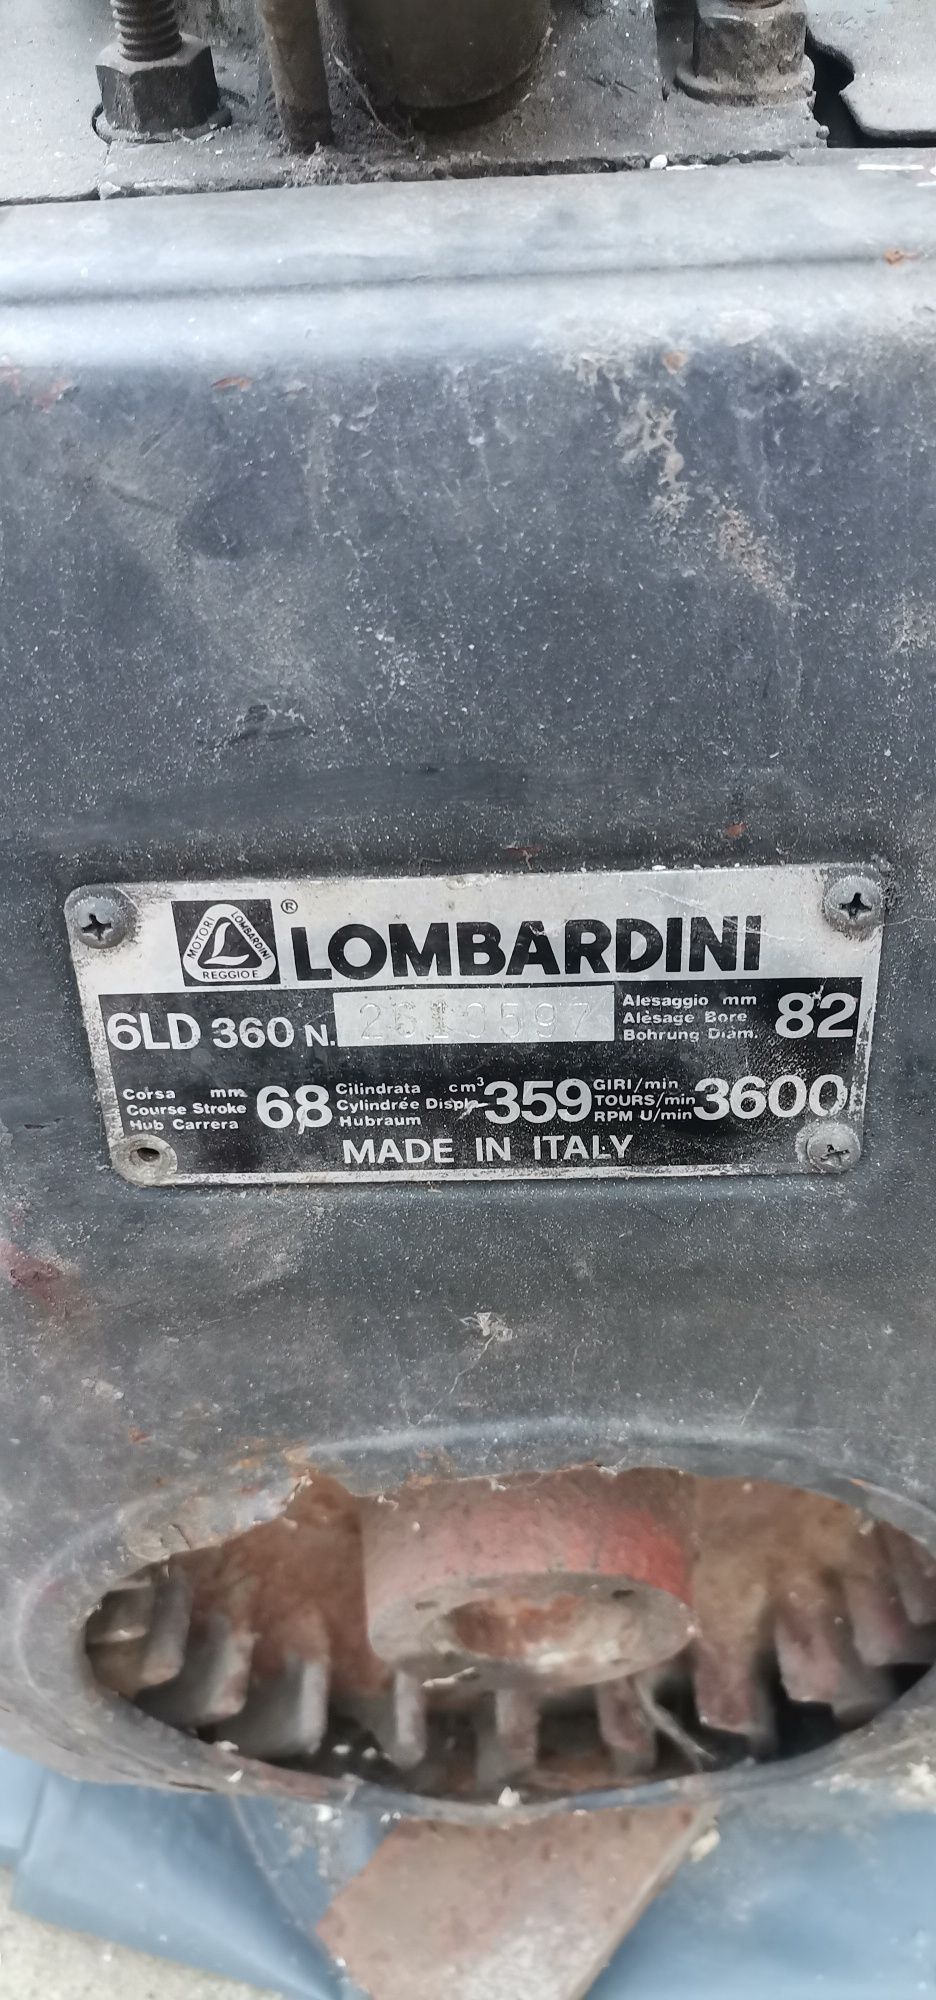 MOTORI LOMBARDINI REGGIO E
L
® LOMBARDINI
6LD 360 N.
Alesaggio mm
Alésage Bore
Bohrung Diam.
82
Corsa mm
Course Stroke
Hub Carrera
68
Cilindrata cm³
Cylindrée Displ.
Hubraum
359
GIRI/min
TOURS/min
RPM U/min
3600
MADE IN ITALY